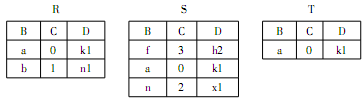 R S T
B C D B C D B C D
a 0 k1 f 3 h2 a 0 k1
b 1 n1 a 0 k1
n 2 x1